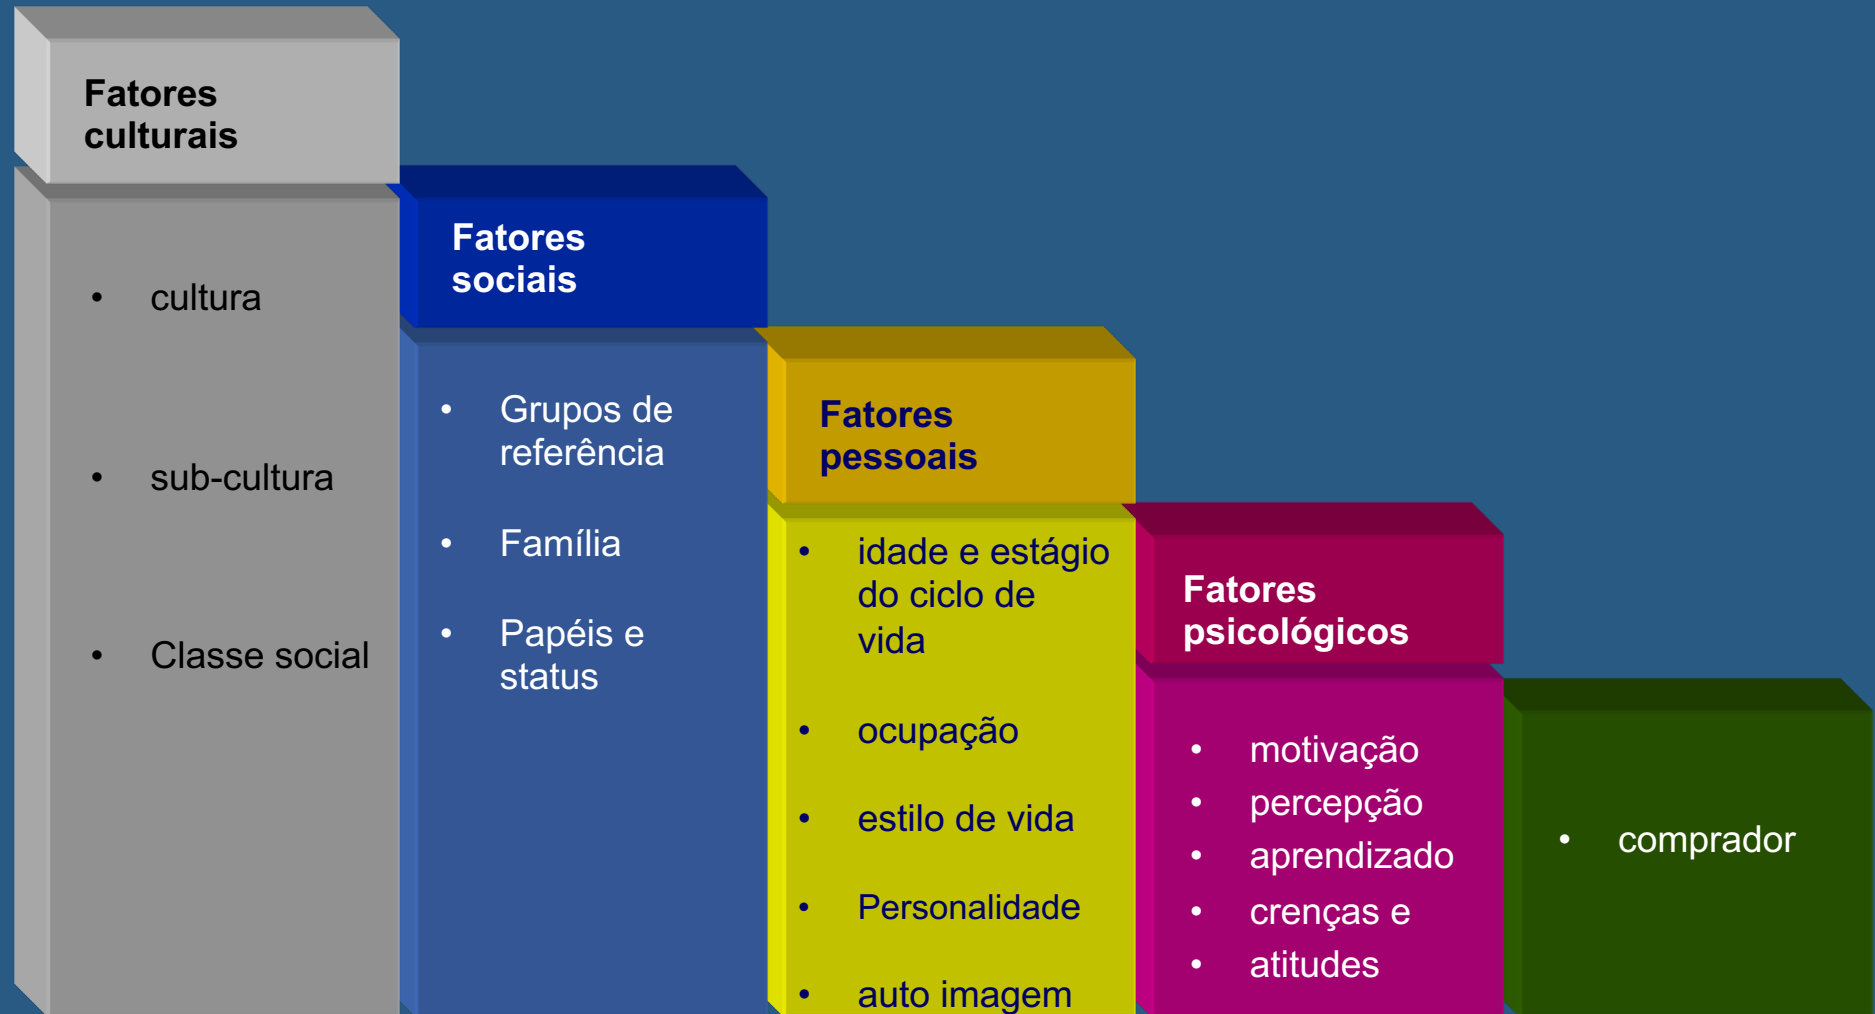 Fatores
culturais
• cultura
• sub-cultura
• Classe social
Fatores
sociais
• Grupos de
referência
• Família
• Papéis e
status
Fatores
pessoais
• idade e estágio
do ciclo de
vida
• ocupação
• estilo de vida
• Personalidade
• auto imagem
Fatores
psicológicos
• motivação
• percepção
• aprendizado
• crenças e
• atitudes
• comprador